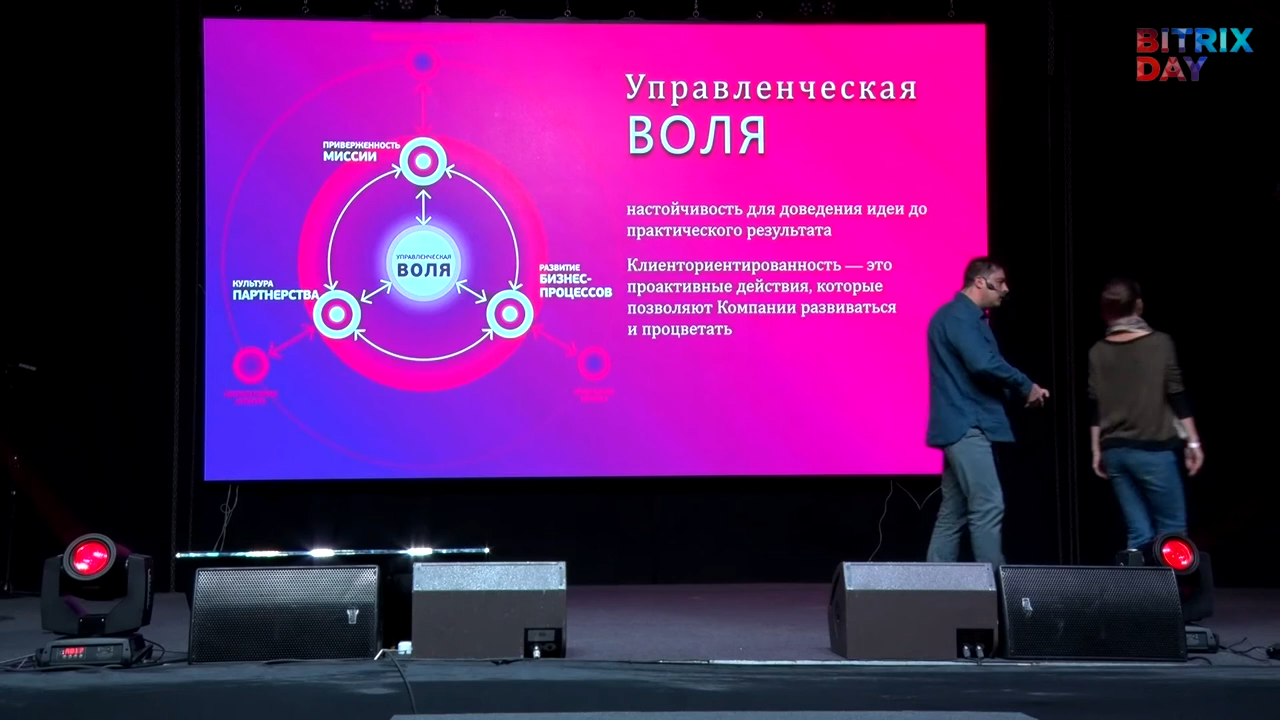 BITRIX
DAY
Управленческая
ВОЛЯ
настойчивость для доведения идеи до
практического результата
Клиенториентированность — это
проактивные действия, которые
позволяют Компании развиваться
и процветать
ПРИВЕРЖЕННОСТЬ
МИССИИ
УПРАВЛЕНЧЕСКАЯ
ВОЛЯ
КУЛЬТУРА
ПАРТНЕРСТВА
РАЗВИТИЕ
БИЗНЕС-
ПРОЦЕССОВ